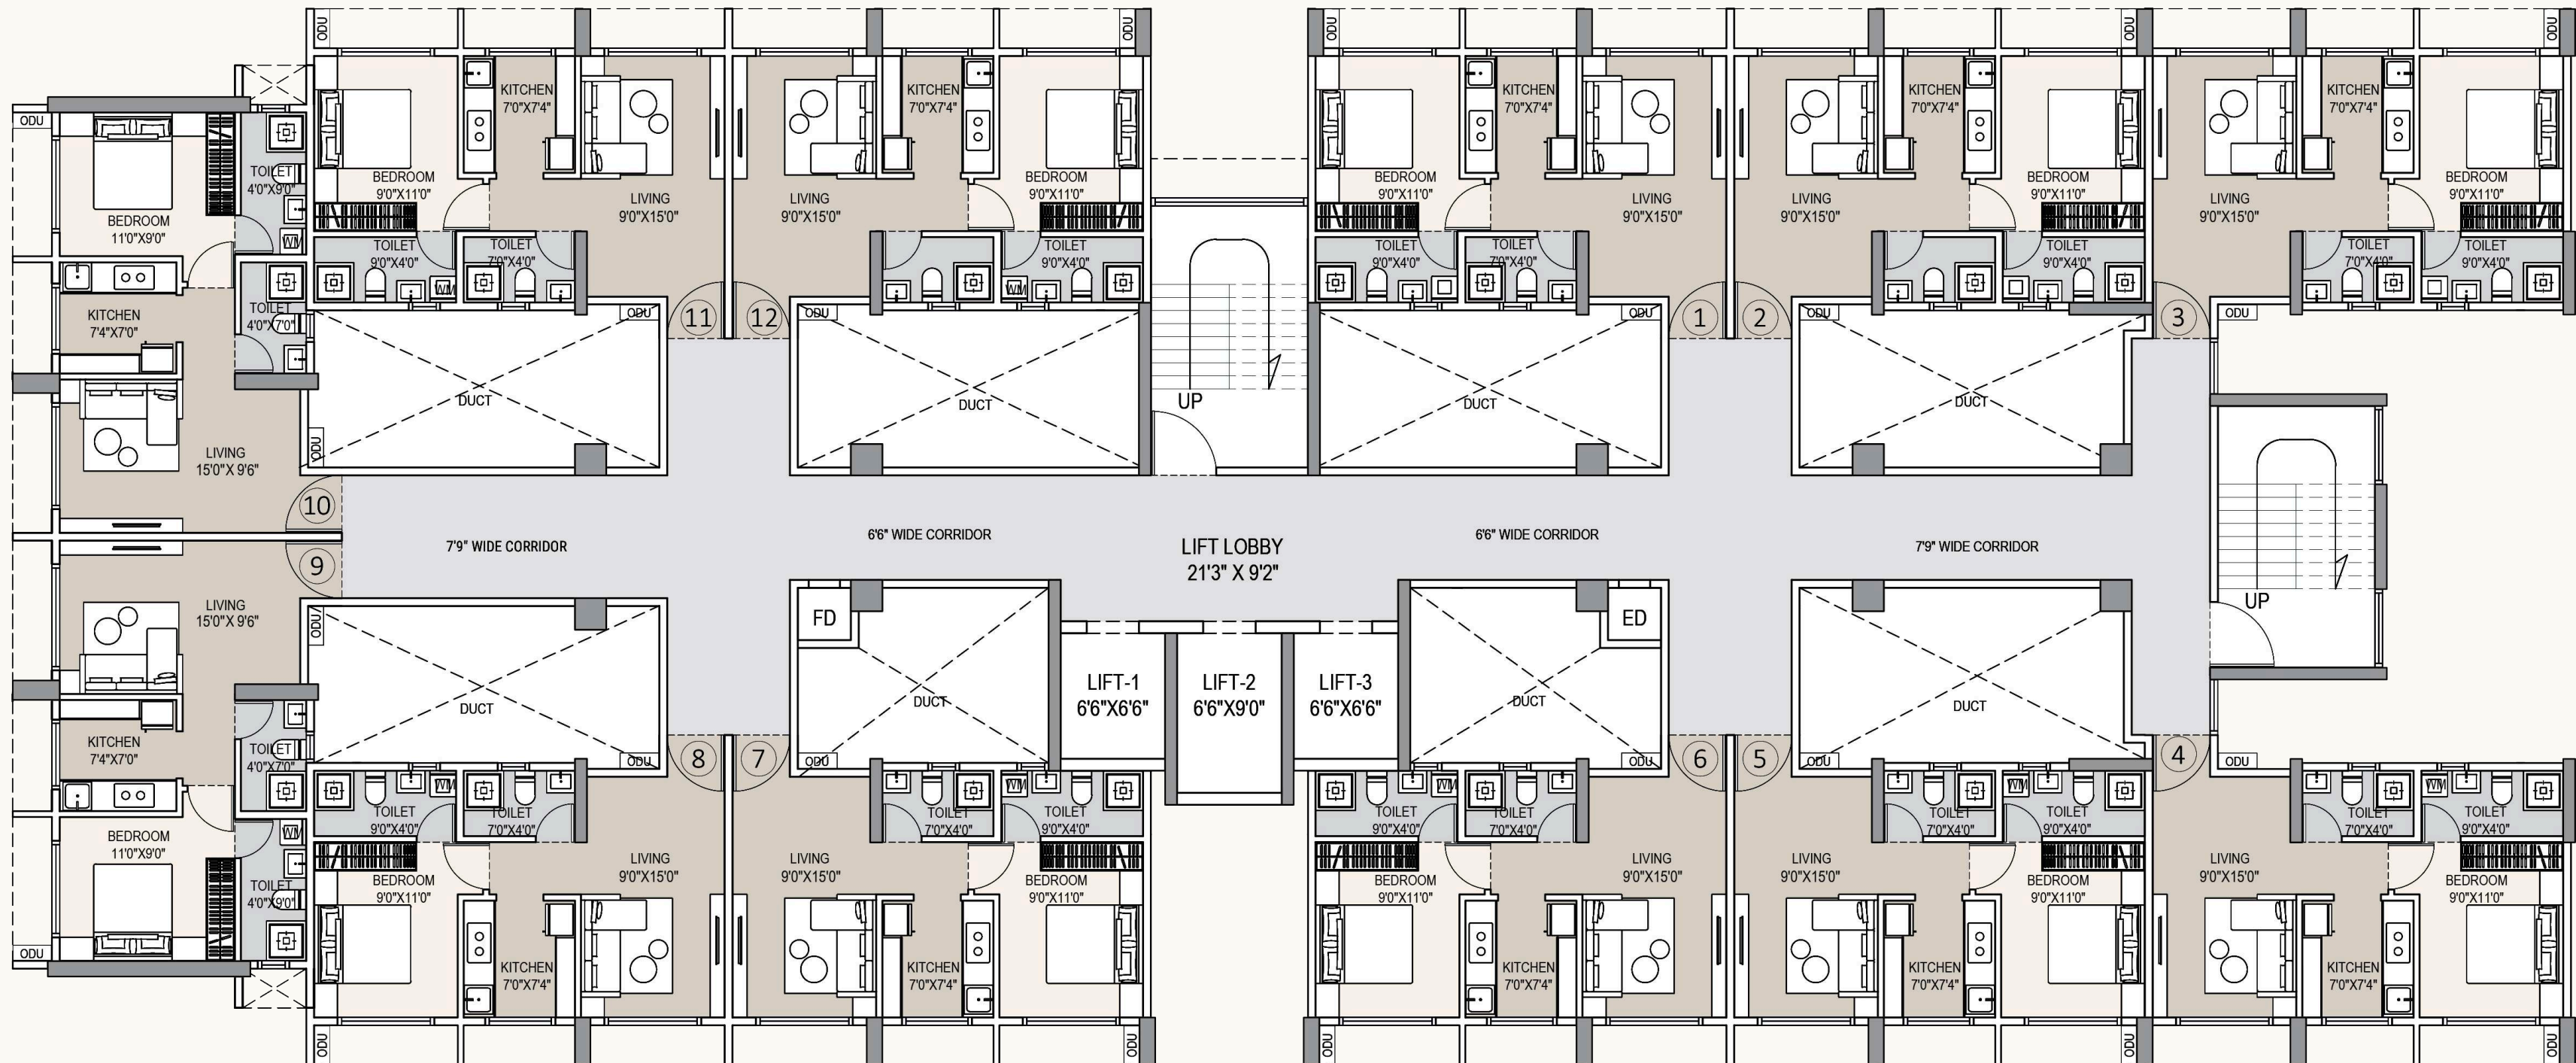 ODU
ODU
ODU
ODU
ODU
ODU
KITCHEN
7'0"X7'4"
KITCHEN
7'0"X7'4"
KITCHEN
7'0"X7'4"
KITCHEN
7'0"X7'4"
KITCHEN
7'0"X7'4"
BEDROOM
9'0"X11'0"
LIVING
9'0"X15'0"
LIVING
9'0"X15'0"
BEDROOM
9'0"X11'0"
BEDROOM
9'0"X11'0"
LIVING
9'0"X15'0"
LIVING
9'0"X15'0"
BEDROOM
9'0"X11'0"
LIVING
9'0"X15'0"
BEDROOM
9'0"X11'0"
TOILET
4'0"X9'0"
BEDROOM
11'0"X9'0"
WM
TOILET
9'0"X4'0"
WM
TOILET
7'0"X4'0"
TOILET
9'0"X4'0"
WM
TOILET
9'0"X4'0"
TOILET
7'0"X4'0"
TOILET
9'0"X4'0"
TOILET
7'0"X4'0"
TOILET
9'0"X4'0"
KITCHEN
7'4"X7'0"
TOILET
4'0"X7'0"
ODU
11
12
ODU
ODU
1
2
ODU
3
ODU
DUCT
DUCT
UP
DUCT
DUCT
ODU
LIVING
15'0"X 9'6"
10
9
7'9" WIDE CORRIDOR
6'6" WIDE CORRIDOR
LIFT LOBBY
21'3" X 9'2"
6'6" WIDE CORRIDOR
7'9" WIDE CORRIDOR
UP
LIVING
15'0"X 9'6"
ODU
FD
ED
DUCT
DUCT
LIFT-1
6'6"X6'6"
LIFT-2
6'6"X9'0"
LIFT-3
6'6"X6'6"
DUCT
DUCT
KITCHEN
7'4"X7'0"
TOILET
4'0"X7'0"
ODU
8
7
ODU
ODU
6
5
ODU
4
ODU
WM
TOILET
9'0"X4'0"
WM
TOILET
7'0"X4'0"
TOILET
7'0"X4'0"
WM
TOILET
9'0"X4'0"
TOILET
9'0"X4'0"
WM
TOILET
7'0"X4'0"
TOILET
7'0"X4'0"
WM
TOILET
9'0"X4'0"
TOILET
7'0"X4'0"
WM
TOILET
9'0"X4'0"
BEDROOM
11'0"X9'0"
TOILET
4'0"X9'0"
BEDROOM
9'0"X11'0"
LIVING
9'0"X15'0"
LIVING
9'0"X15'0"
BEDROOM
9'0"X11'0"
BEDROOM
9'0"X11'0"
LIVING
9'0"X15'0"
LIVING
9'0"X15'0"
BEDROOM
9'0"X11'0"
LIVING
9'0"X15'0"
BEDROOM
9'0"X11'0"
ODU
KITCHEN
7'0"X7'4"
KITCHEN
7'0"X7'4"
KITCHEN
7'0"X7'4"
KITCHEN
7'0"X7'4"
KITCHEN
7'0"X7'4"
ODU
ODU
ODU
ODU
ODU